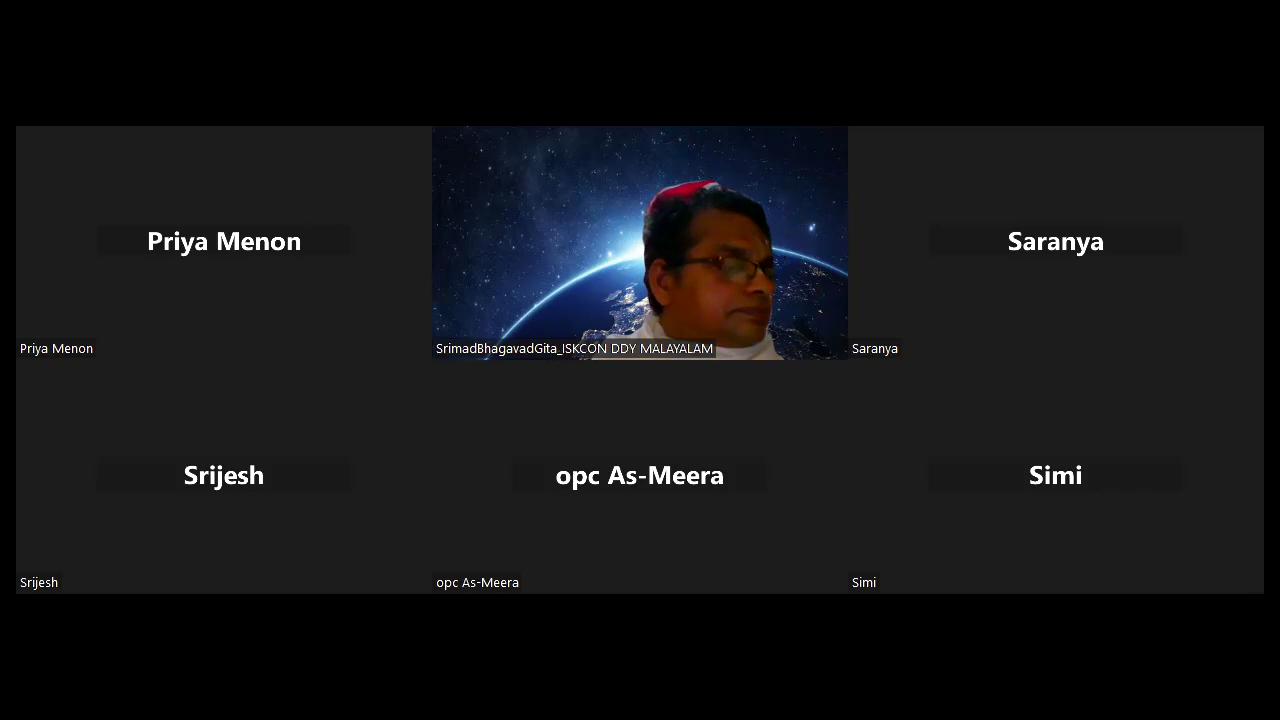 Priya Menon
Saranya
Priya Menon
SrimadBhagavadGita_ISKCON DDY MALAYALAM
Saranya
Srijesh
opc As-Meera
Simi
Srijesh
opc As-Meera
Simi